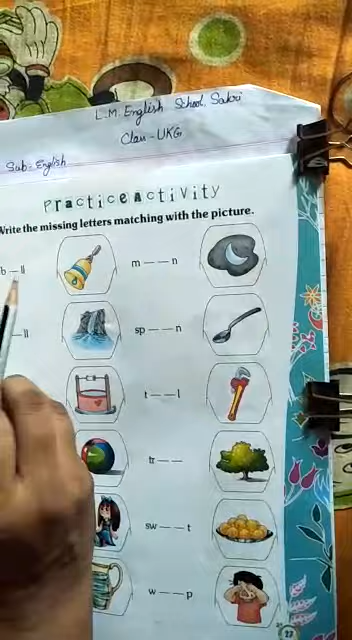 L.M. English School, Sakri
Class - UKG
Sub:- English
Practice Activity
Write the missing letters matching with the picture.
b — ll
m — — n
— ll
sp — — n
t — — l
tr — —
sw — — t
w — — p
22